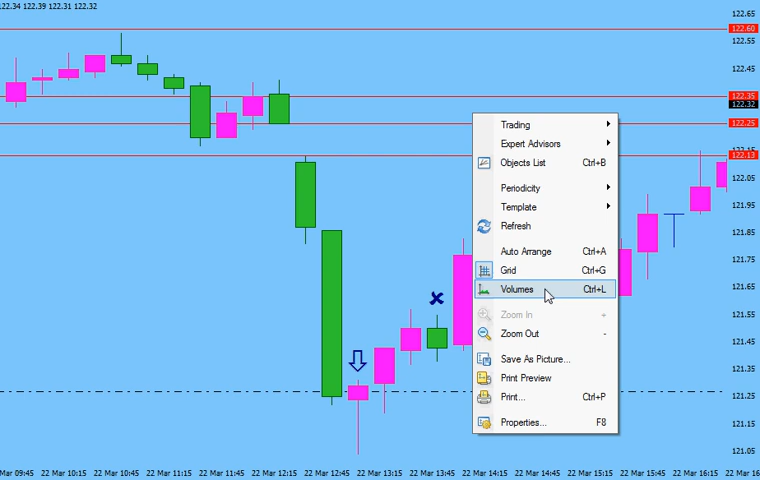 122.34 122.39 122.31 122.32
122.65
122.60
122.55
122.45
122.35
122.32
122.25
122.15
122.13
122.05
121.95
121.85
121.75
121.65
121.55
121.45
121.35
121.25
121.15
121.05
Trading
Expert Advisors
Objects List Ctrl+B
Periodicity
Template
Refresh
Auto Arrange Ctrl+A
Grid Ctrl+G
Volumes Ctrl+L
Zoom In +
Zoom Out -
Save As Picture...
Print Preview
Print... Ctrl+P
Properties... F8
Mar 09:45 22 Mar 10:15 22 Mar 10:45 22 Mar 11:15 22 Mar 11:45 22 Mar 12:15 22 Mar 12:45 22 Mar 13:15 22 Mar 13:45 22 Mar 14:15 22 Mar 14:45 22 Mar 15:15 22 Mar 15:45 22 Mar 16:15 22 Mar 16